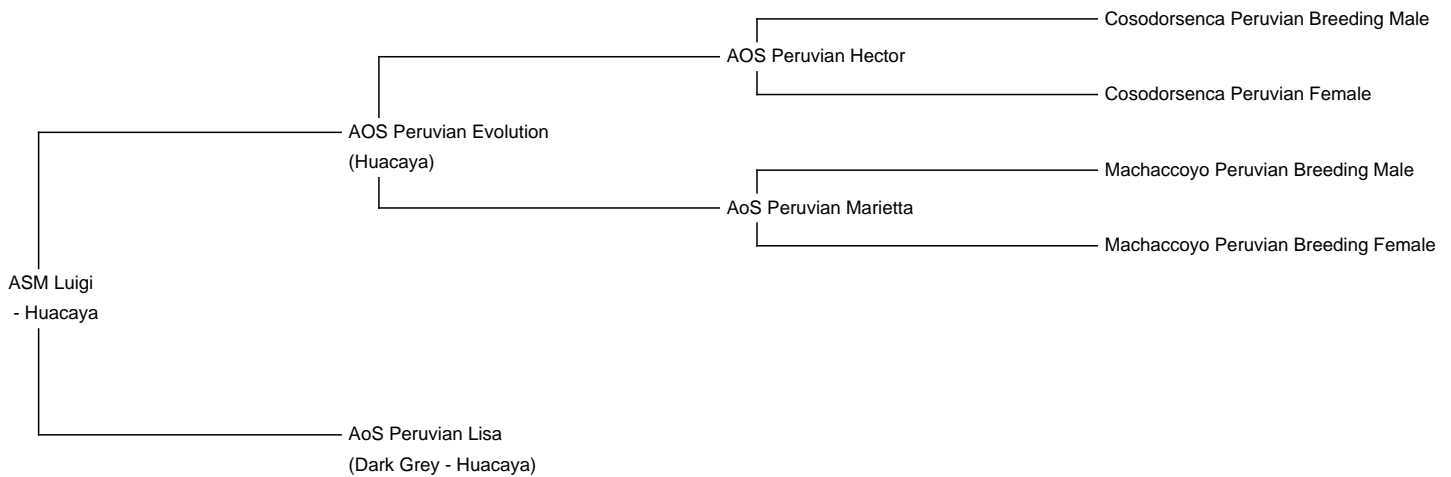 Cosodorsenca Peruvian Breeding Male
AOS Peruvian Hector
Cosodorsenca Peruvian Female
AOS Peruvian Evolution
(Huacaya)
Machaccoyo Peruvian Breeding Male
AoS Peruvian Marietta
Machaccoyo Peruvian Breeding Female
ASM Luigi
- Huacaya
AoS Peruvian Lisa
(Dark Grey - Huacaya)